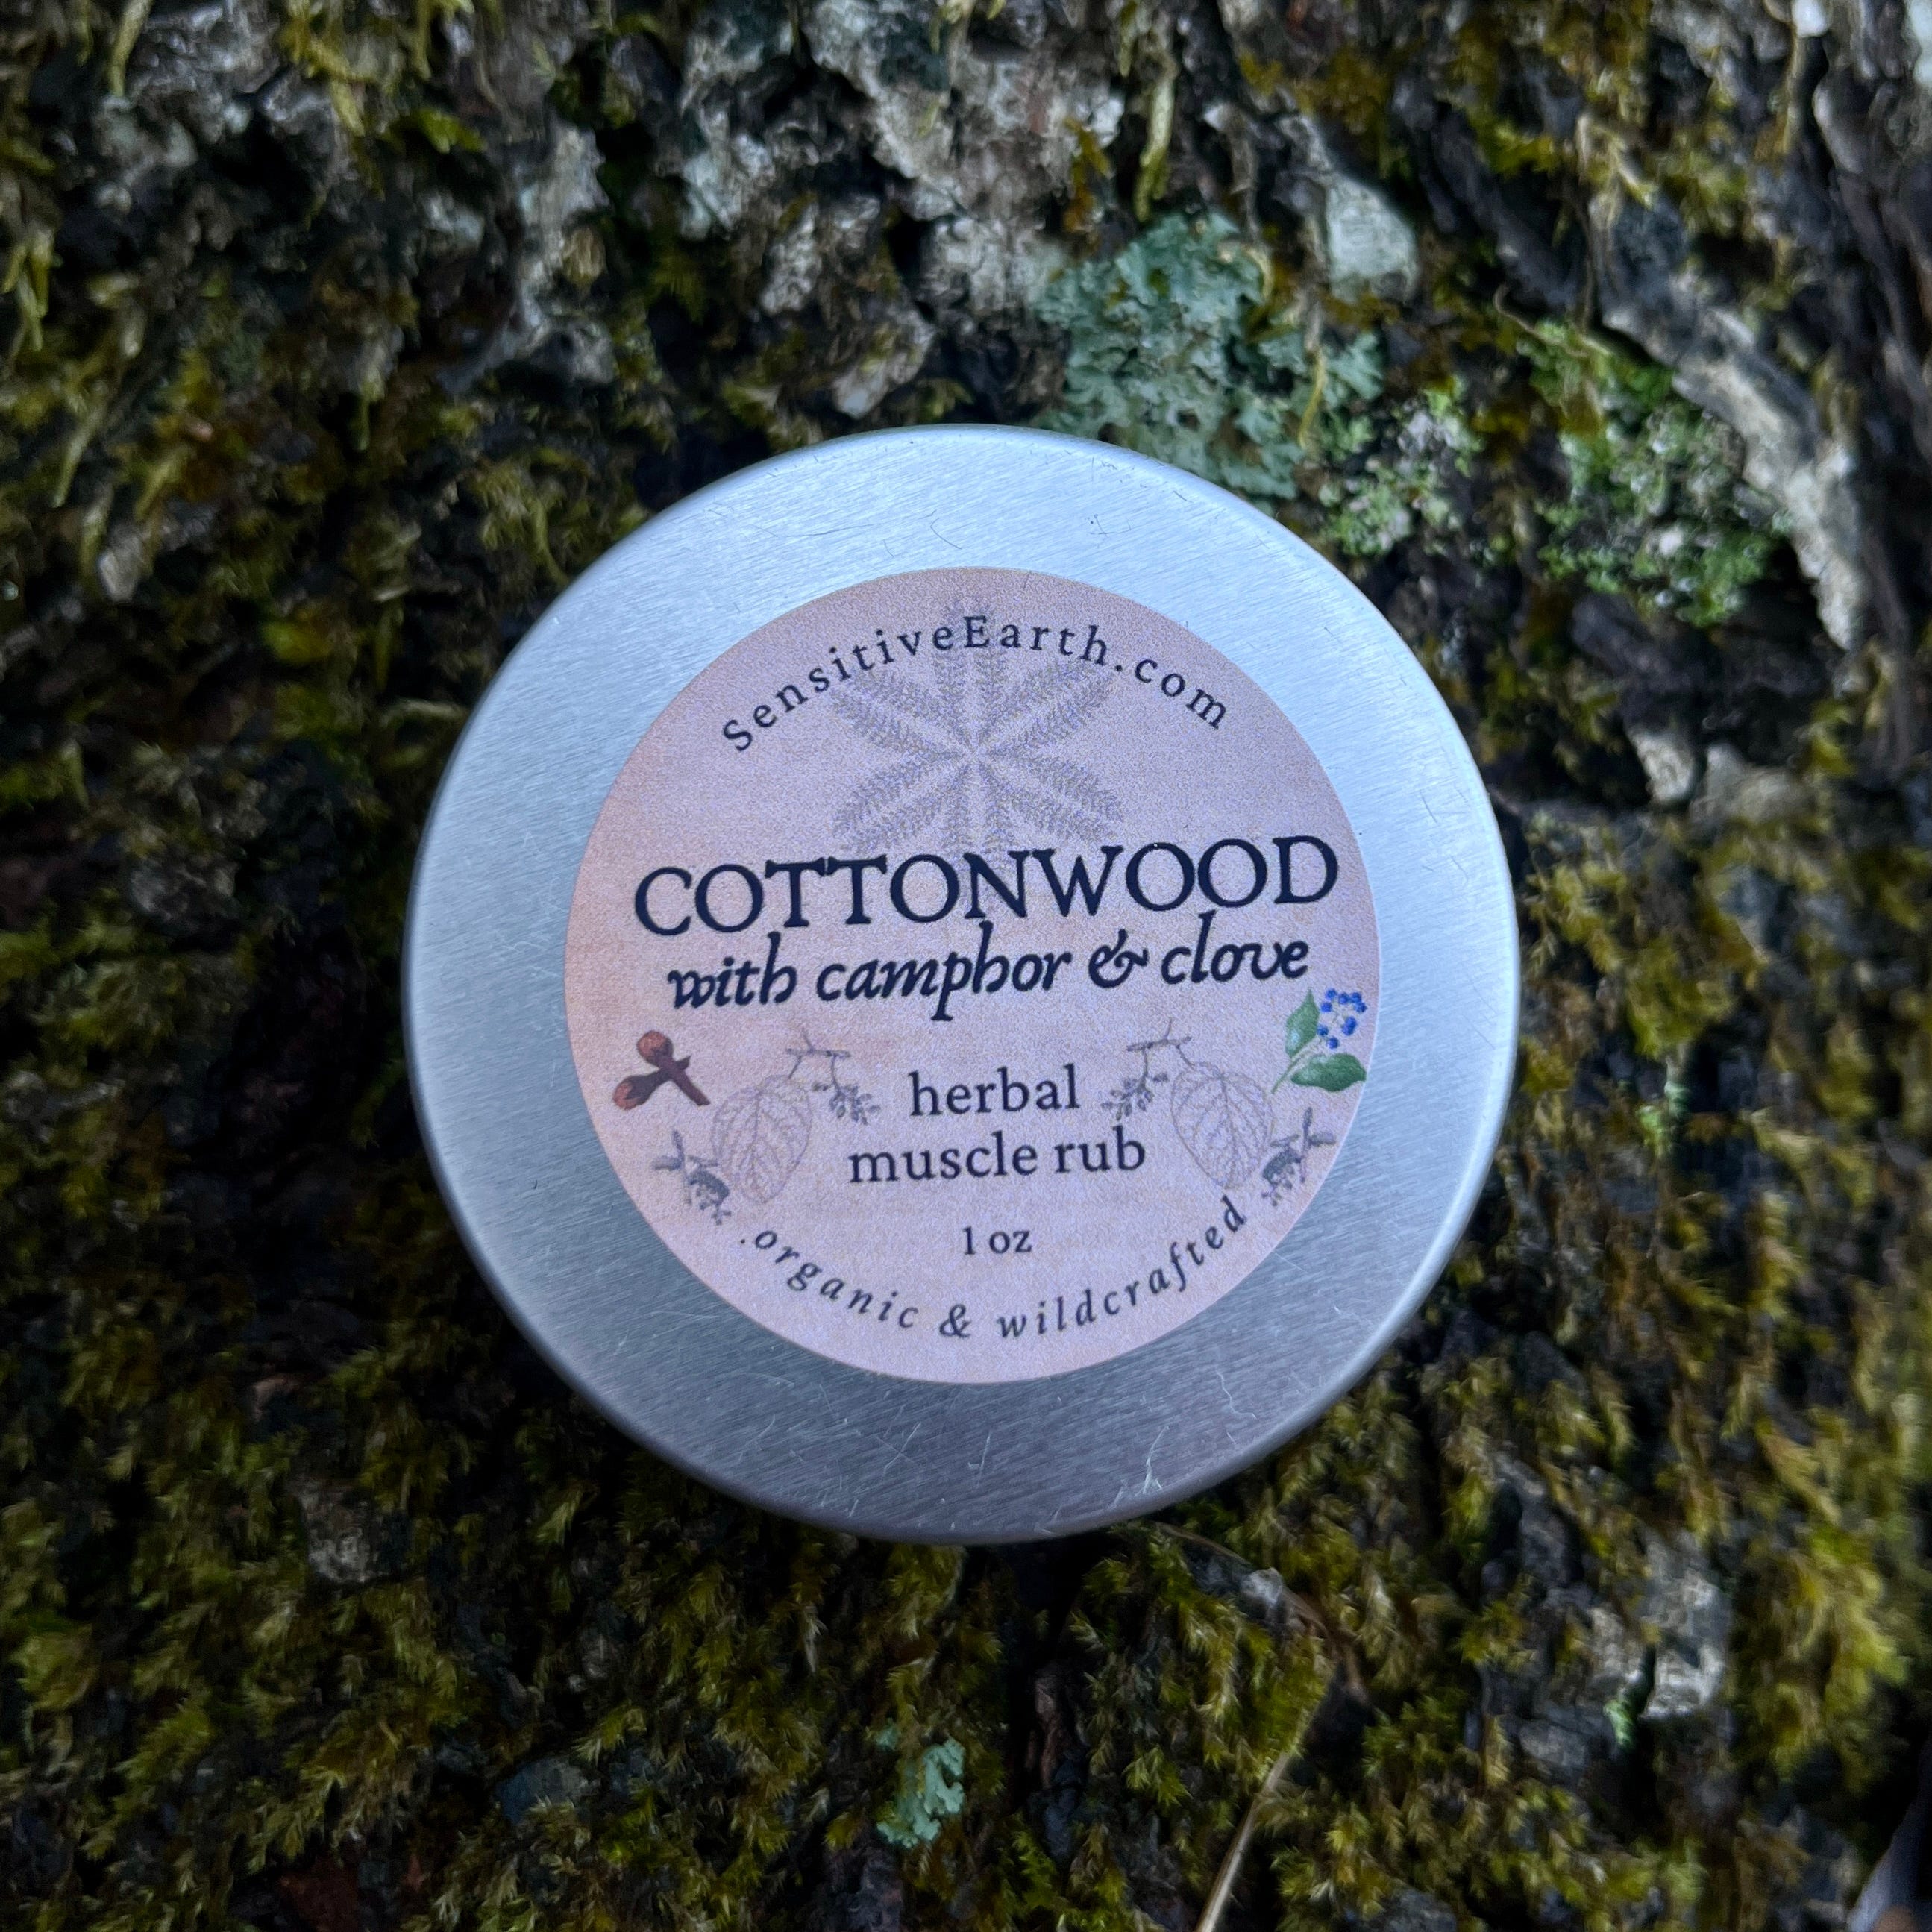 SensitiveEarth.com
COTTONWOOD
with camphor & clove
herbal
muscle rub
1 oz
.organic & wildcrafted